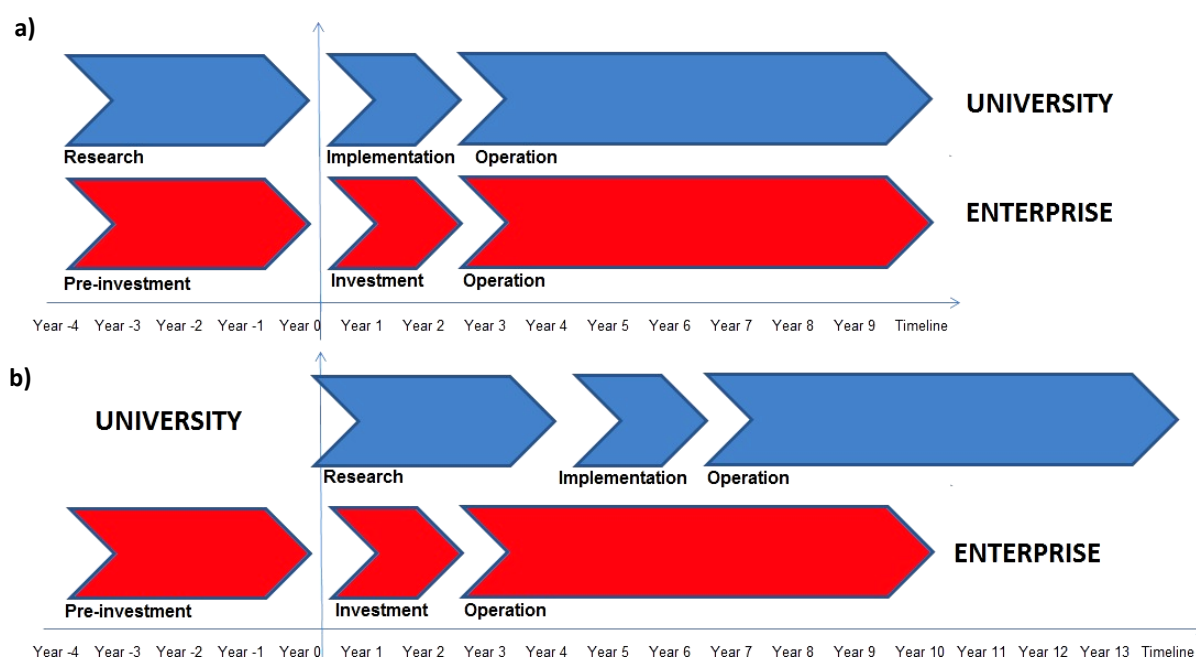 a)
UNIVERSITY
Research Implementation Operation
ENTERPRISE
Pre-investment Investment Operation
Year -4 Year -3 Year -2 Year -1 Year 0 Year 1 Year 2 Year 3 Year 4 Year 5 Year 6 Year 7 Year 8 Year 9 Timeline
b)
UNIVERSITY
Research Implementation Operation
ENTERPRISE
Pre-investment Investment Operation
Year -4 Year -3 Year -2 Year -1 Year 0 Year 1 Year 2 Year 3 Year 4 Year 5 Year 6 Year 7 Year 8 Year 9 Year 10 Year 11 Year 12 Year 13 Timeline